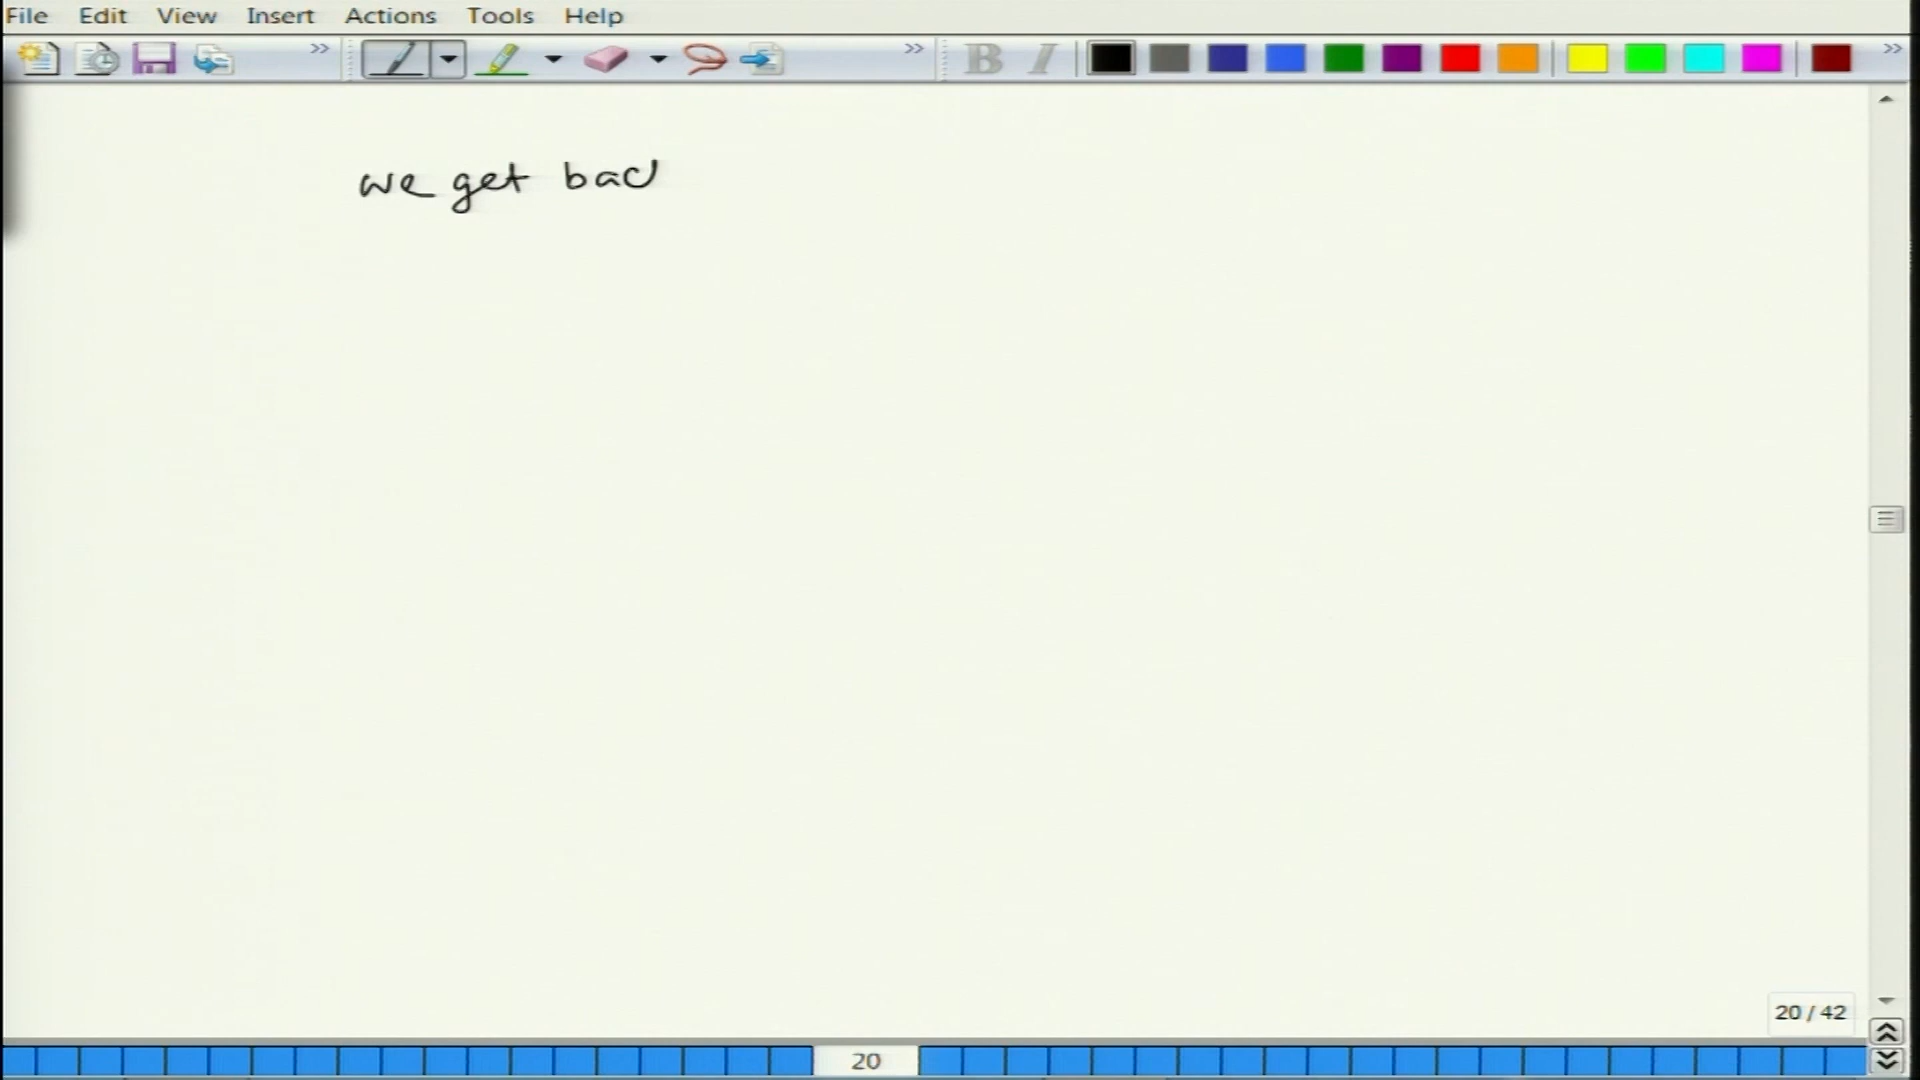 File Edit View Insert Actions Tools Help
B I
we get bac
20 / 42
20